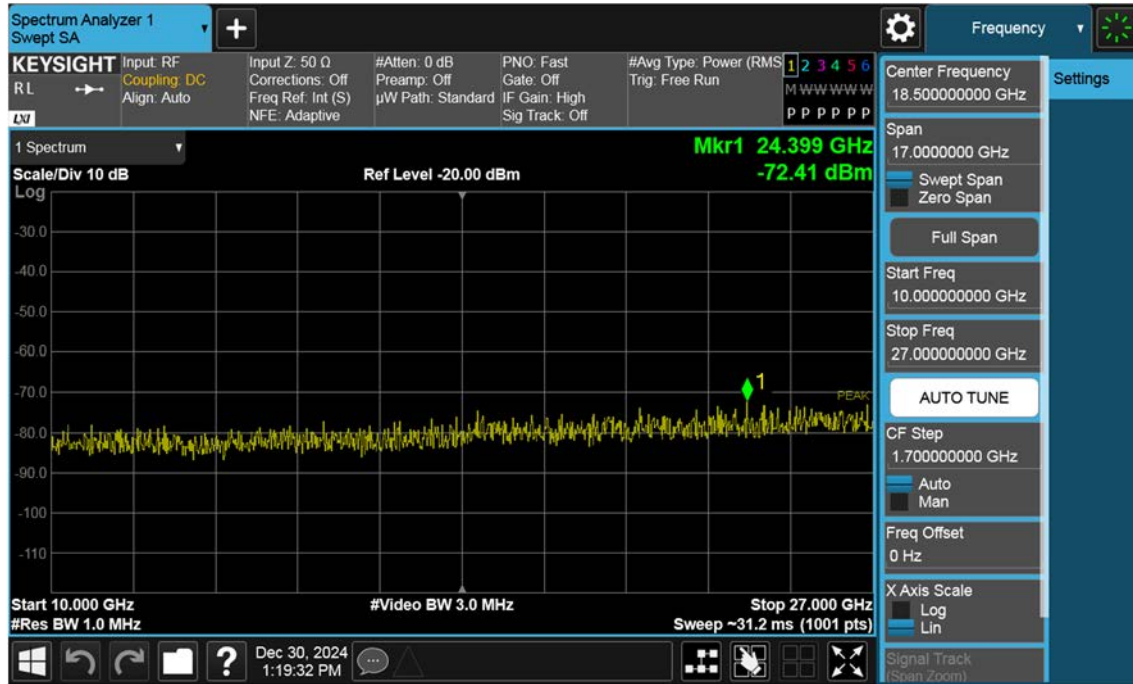 Spectrum Analyzer 1
Swept SA
+
Frequency
KEYSIGHT
RL
LXI
Input: RF
Coupling: DC
Align: Auto
Input Z: 50 Ω
Corrections: Off
Freq Ref: Int (S)
NFE: Adaptive
#Atten: 0 dB
Preamp: Off
µW Path: Standard
PNO: Fast
Gate: Off
IF Gain: High
Sig Track: Off
#Avg Type: Power (RMS
Trig: Free Run
1 2 3 4 5 6
M W W W W W
P P P P P P
1 Spectrum
Mkr1 24.399 GHz
-72.41 dBm
Scale/Div 10 dB
Ref Level -20.00 dBm
Log
-30.0
-40.0
-50.0
-60.0
-70.0
-80.0
-90.0
-100
-110
1
PEAK
Start 10.000 GHz
#Video BW 3.0 MHz
Stop 27.000 GHz
#Res BW 1.0 MHz
Sweep ~31.2 ms (1001 pts)
?
Dec 30, 2024
1:19:32 PM
Center Frequency
18.500000000 GHz
Span
17.0000000 GHz
Swept Span
Zero Span
Full Span
Start Freq
10.000000000 GHz
Stop Freq
27.000000000 GHz
AUTO TUNE
CF Step
1.700000000 GHz
Auto
Man
Freq Offset
0 Hz
X Axis Scale
Log
Lin
Signal Track
(Span Zoom)
Settings